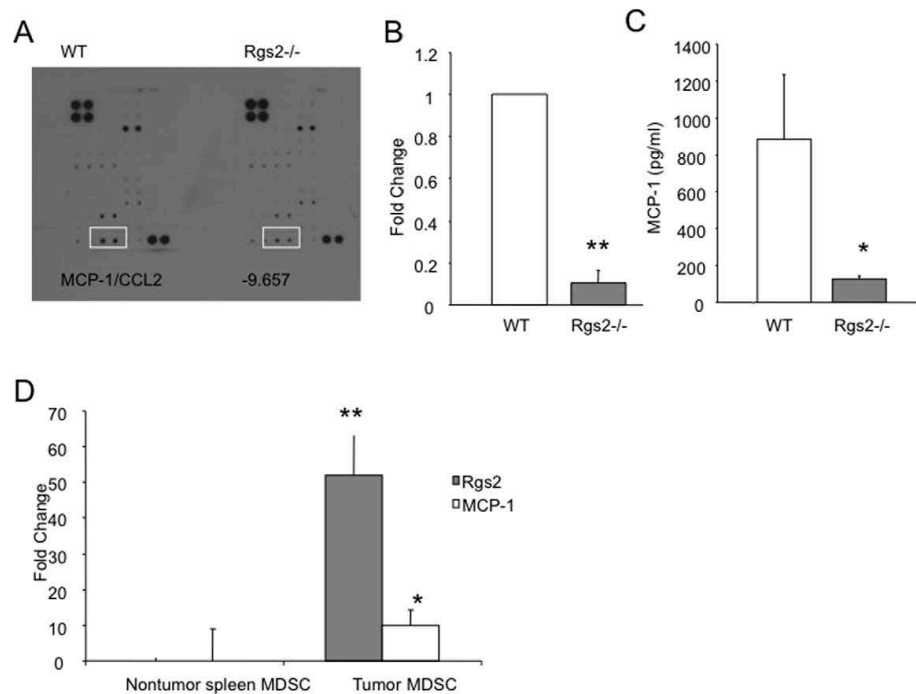 A
WT Rgs2-/-
MCP-1/CCL2 -9.657
B
Fold Change
1.2
1
0.8
0.6
0.4
0.2
0
**
WT Rgs2-/-
C
MCP-1 (pg/ml)
1400
1200
1000
800
600
400
200
0
*
WT Rgs2-/-
D
Fold Change
70
60
50
40
30
20
10
0
**
*
Rgs2
MCP-1
Nontumor spleen MDSC Tumor MDSC